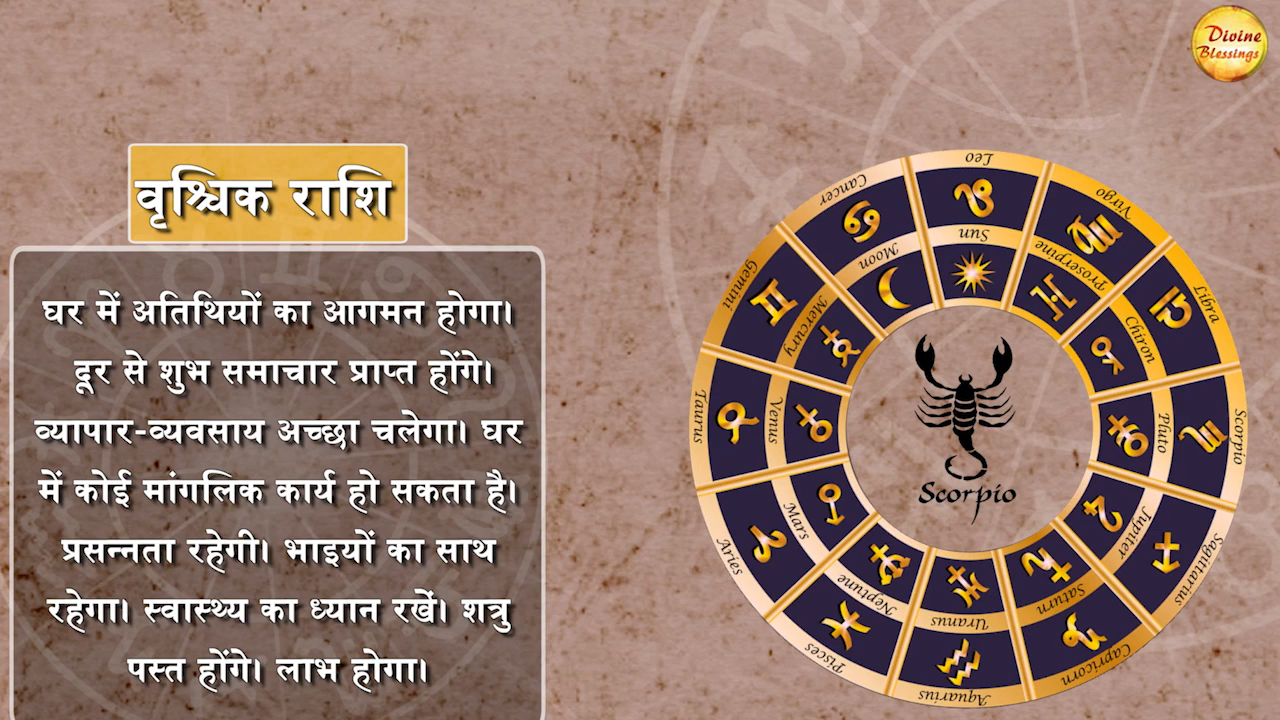 Divine
Blessings
वृश्चिक राशि
घर में अतिथियों का आगमन होगा।
दूर से शुभ समाचार प्राप्त होंगे।
व्यापार-व्यवसाय अच्छा चलेगा। घर
में कोई मांगलिक कार्य हो सकता है।
प्रसन्नता रहेगी। भाइयों का साथ
रहेगा। स्वास्थ्य का ध्यान रखें। शत्रु
पस्त होंगे। लाभ होगा।
Leo
Virgo
Libra
Scorpio
Sagittarius
Capricorn
Aquarius
Pisces
Aries
Taurus
Gemini
Cancer
Sun
Proserpine
Chiron
Pluto
Jupiter
Saturn
Uranus
Neptune
Mars
Venus
Mercury
Moon
Scorpio